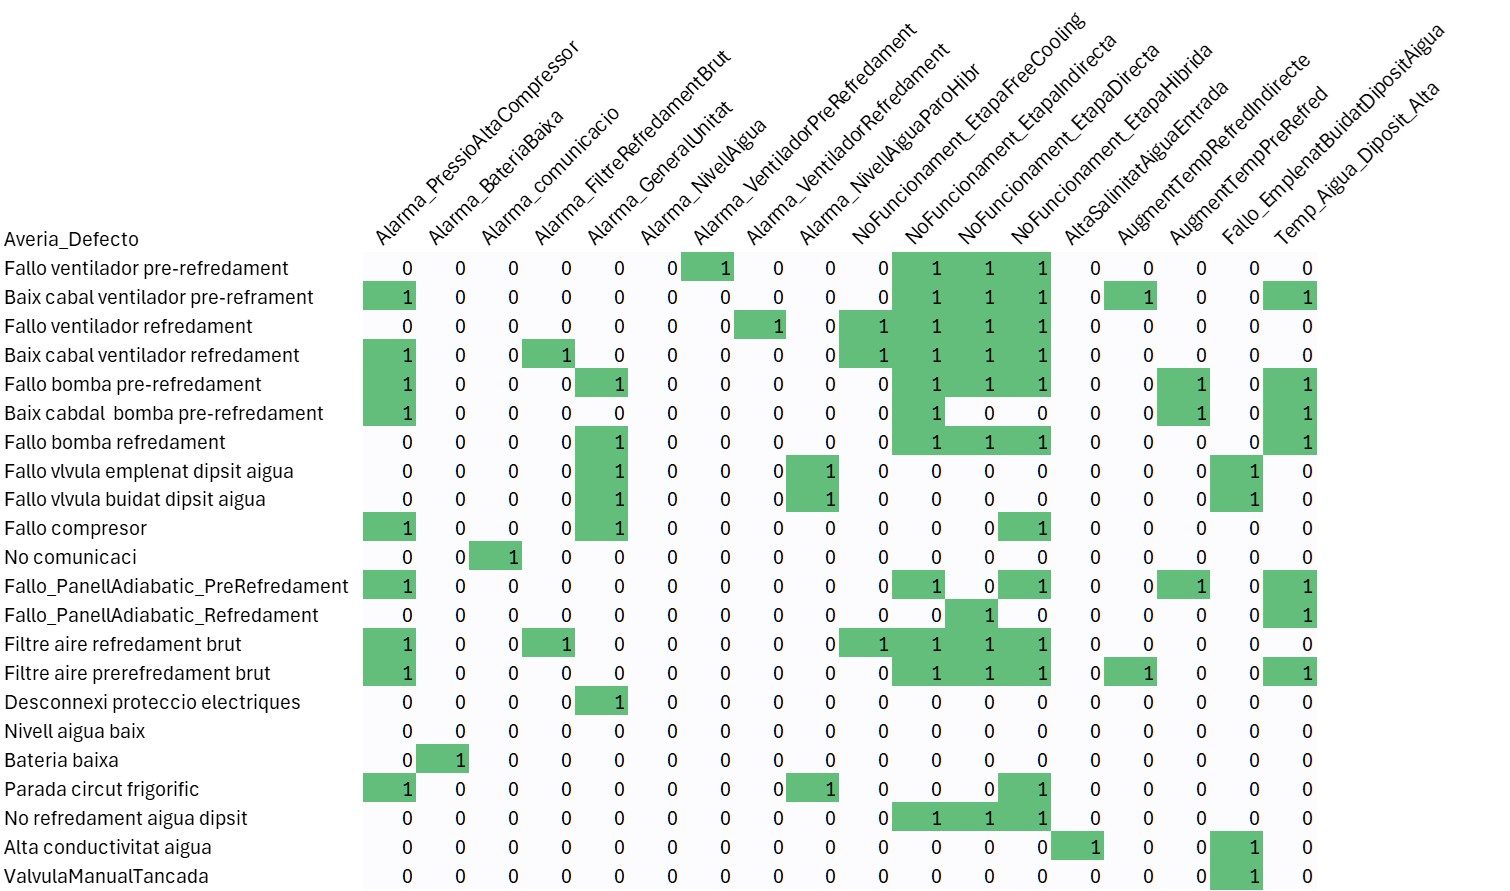 Alarma_PressioAltaCompressor
Alarma_BateriaBaixa
Alarma_comunicacio
Alarma_FiltreRefredamentBrut
Alarma_GeneralUnitat
Alarma_NivellAigua
Alarma_VentiladorPreRefredament
Alarma_VentiladorRefredament
Alarma_NivellAiguaParoHibr
NoFuncionament_EtapaFreeCooling
NoFuncionament_EtapaIndirecta
NoFuncionament_EtapaDirecta
NoFuncionament_EtapaHibrida
AltaSalinitatAiguaEntrada
AugmentTempRefredIndirecte
AugmentTempPreRefred
Fallo_EmplenatBuidatDipositAigua
Temp_Aigua_Diposit_Alta
Averia_Defecto
Fallo ventilador pre-refredament 0 0 0 0 0 0 1 0 0 0 1 1 1 0 0 0 0 0
Baix cabal ventilador pre-reframent 1 0 0 0 0 0 0 0 0 0 1 1 1 0 1 0 0 1
Fallo ventilador refredament 0 0 0 0 0 0 0 1 0 1 1 1 1 0 0 0 0 0
Baix cabal ventilador refredament 1 0 0 1 0 0 0 0 0 1 1 1 1 0 0 0 0 0
Fallo bomba pre-refredament 1 0 0 0 1 0 0 0 0 0 1 1 1 0 0 1 0 1
Baix cabdal  bomba pre-refredament 1 0 0 0 0 0 0 0 0 0 1 0 0 0 0 1 0 1
Fallo bomba refredament 0 0 0 0 1 0 0 0 0 0 1 1 1 0 0 0 0 1
Fallo vlvula emplenat dipsit aigua 0 0 0 0 1 0 0 0 1 0 0 0 0 0 0 0 1 0
Fallo vlvula buidat dipsit aigua 0 0 0 0 1 0 0 0 1 0 0 0 0 0 0 0 1 0
Fallo compresor 1 0 0 0 1 0 0 0 0 0 0 0 1 0 0 0 0 0
No comunicaci 0 0 1 0 0 0 0 0 0 0 0 0 0 0 0 0 0 0
Fallo_PanellAdiabatic_PreRefredament 1 0 0 0 0 0 0 0 0 0 1 0 1 0 0 1 0 1
Fallo_PanellAdiabatic_Refredament 0 0 0 0 0 0 0 0 0 0 0 1 0 0 0 0 0 1
Filtre aire refredament brut 1 0 0 1 0 0 0 0 0 1 1 1 1 0 0 0 0 0
Filtre aire prerefredament brut 1 0 0 0 0 0 0 0 0 0 1 1 1 0 1 0 0 1
Desconnexi proteccio electriques 0 0 0 0 1 0 0 0 0 0 0 0 0 0 0 0 0 0
Nivell aigua baix 0 0 0 0 0 0 0 0 0 0 0 0 0 0 0 0 0 0
Bateria baixa 0 1 0 0 0 0 0 0 0 0 0 0 0 0 0 0 0 0
Parada circut frigorific 1 0 0 0 0 0 0 0 1 0 0 0 1 0 0 0 0 0
No refredament aigua dipsit 0 0 0 0 0 0 0 0 0 0 1 1 1 0 0 0 0 0
Alta conductivitat aigua 0 0 0 0 0 0 0 0 0 0 0 0 0 1 0 0 1 0
ValvulaManualTancada 0 0 0 0 0 0 0 0 0 0 0 0 0 0 0 0 1 0